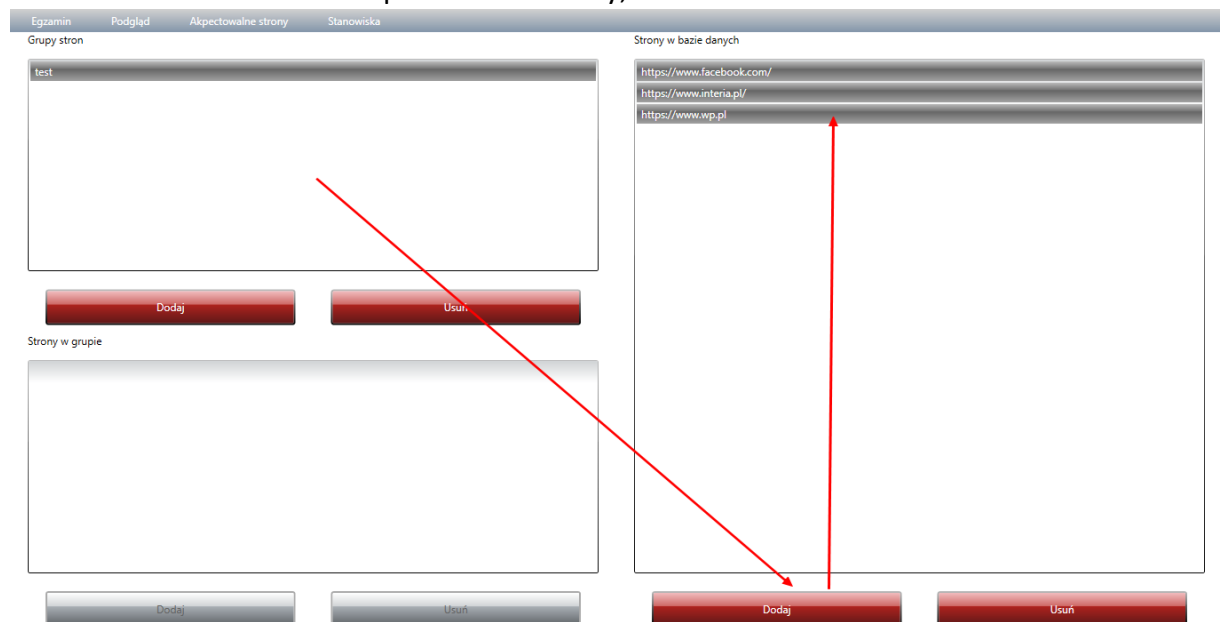 Egzamin Podgląd Akpectowalne strony Stanowiska
Grupy stron
test
Dodaj Usuń
Strony w grupie
Dodaj Usuń
Strony w bazie danych
https://www.facebook.com/
https://www.interia.pl/
https://www.wp.pl
Dodaj Usuń